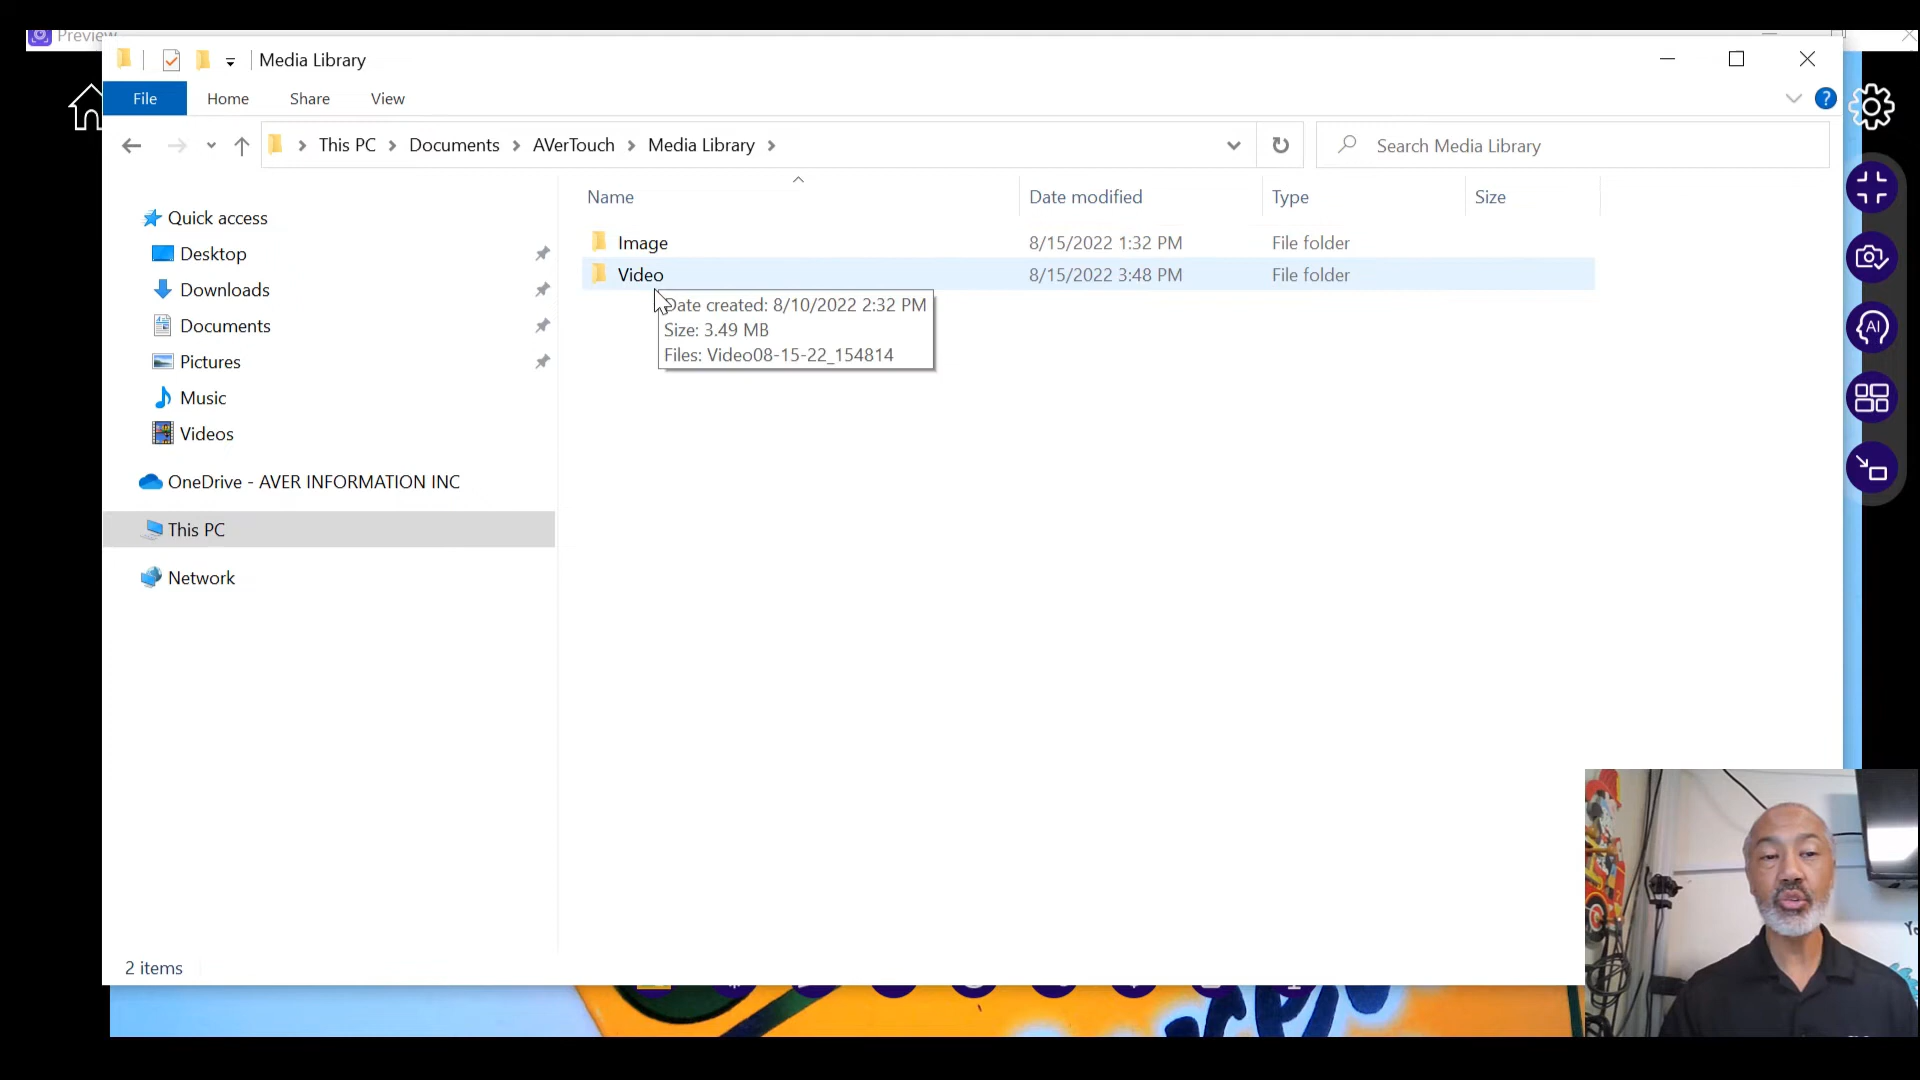 Preview
Media Library
File Home Share View
This PC Documents AVerTouch Media Library
Search Media Library
Name Date modified Type Size
Quick access
Desktop
Downloads
Documents
Pictures
Music
Videos
OneDrive - AVER INFORMATION INC
This PC
Network
Image 8/15/2022 1:32 PM File folder
Video 8/15/2022 3:48 PM File folder
Date created: 8/10/2022 2:32 PM
Size: 3.49 MB
Files: Video08-15-22_154814
AI
2 items